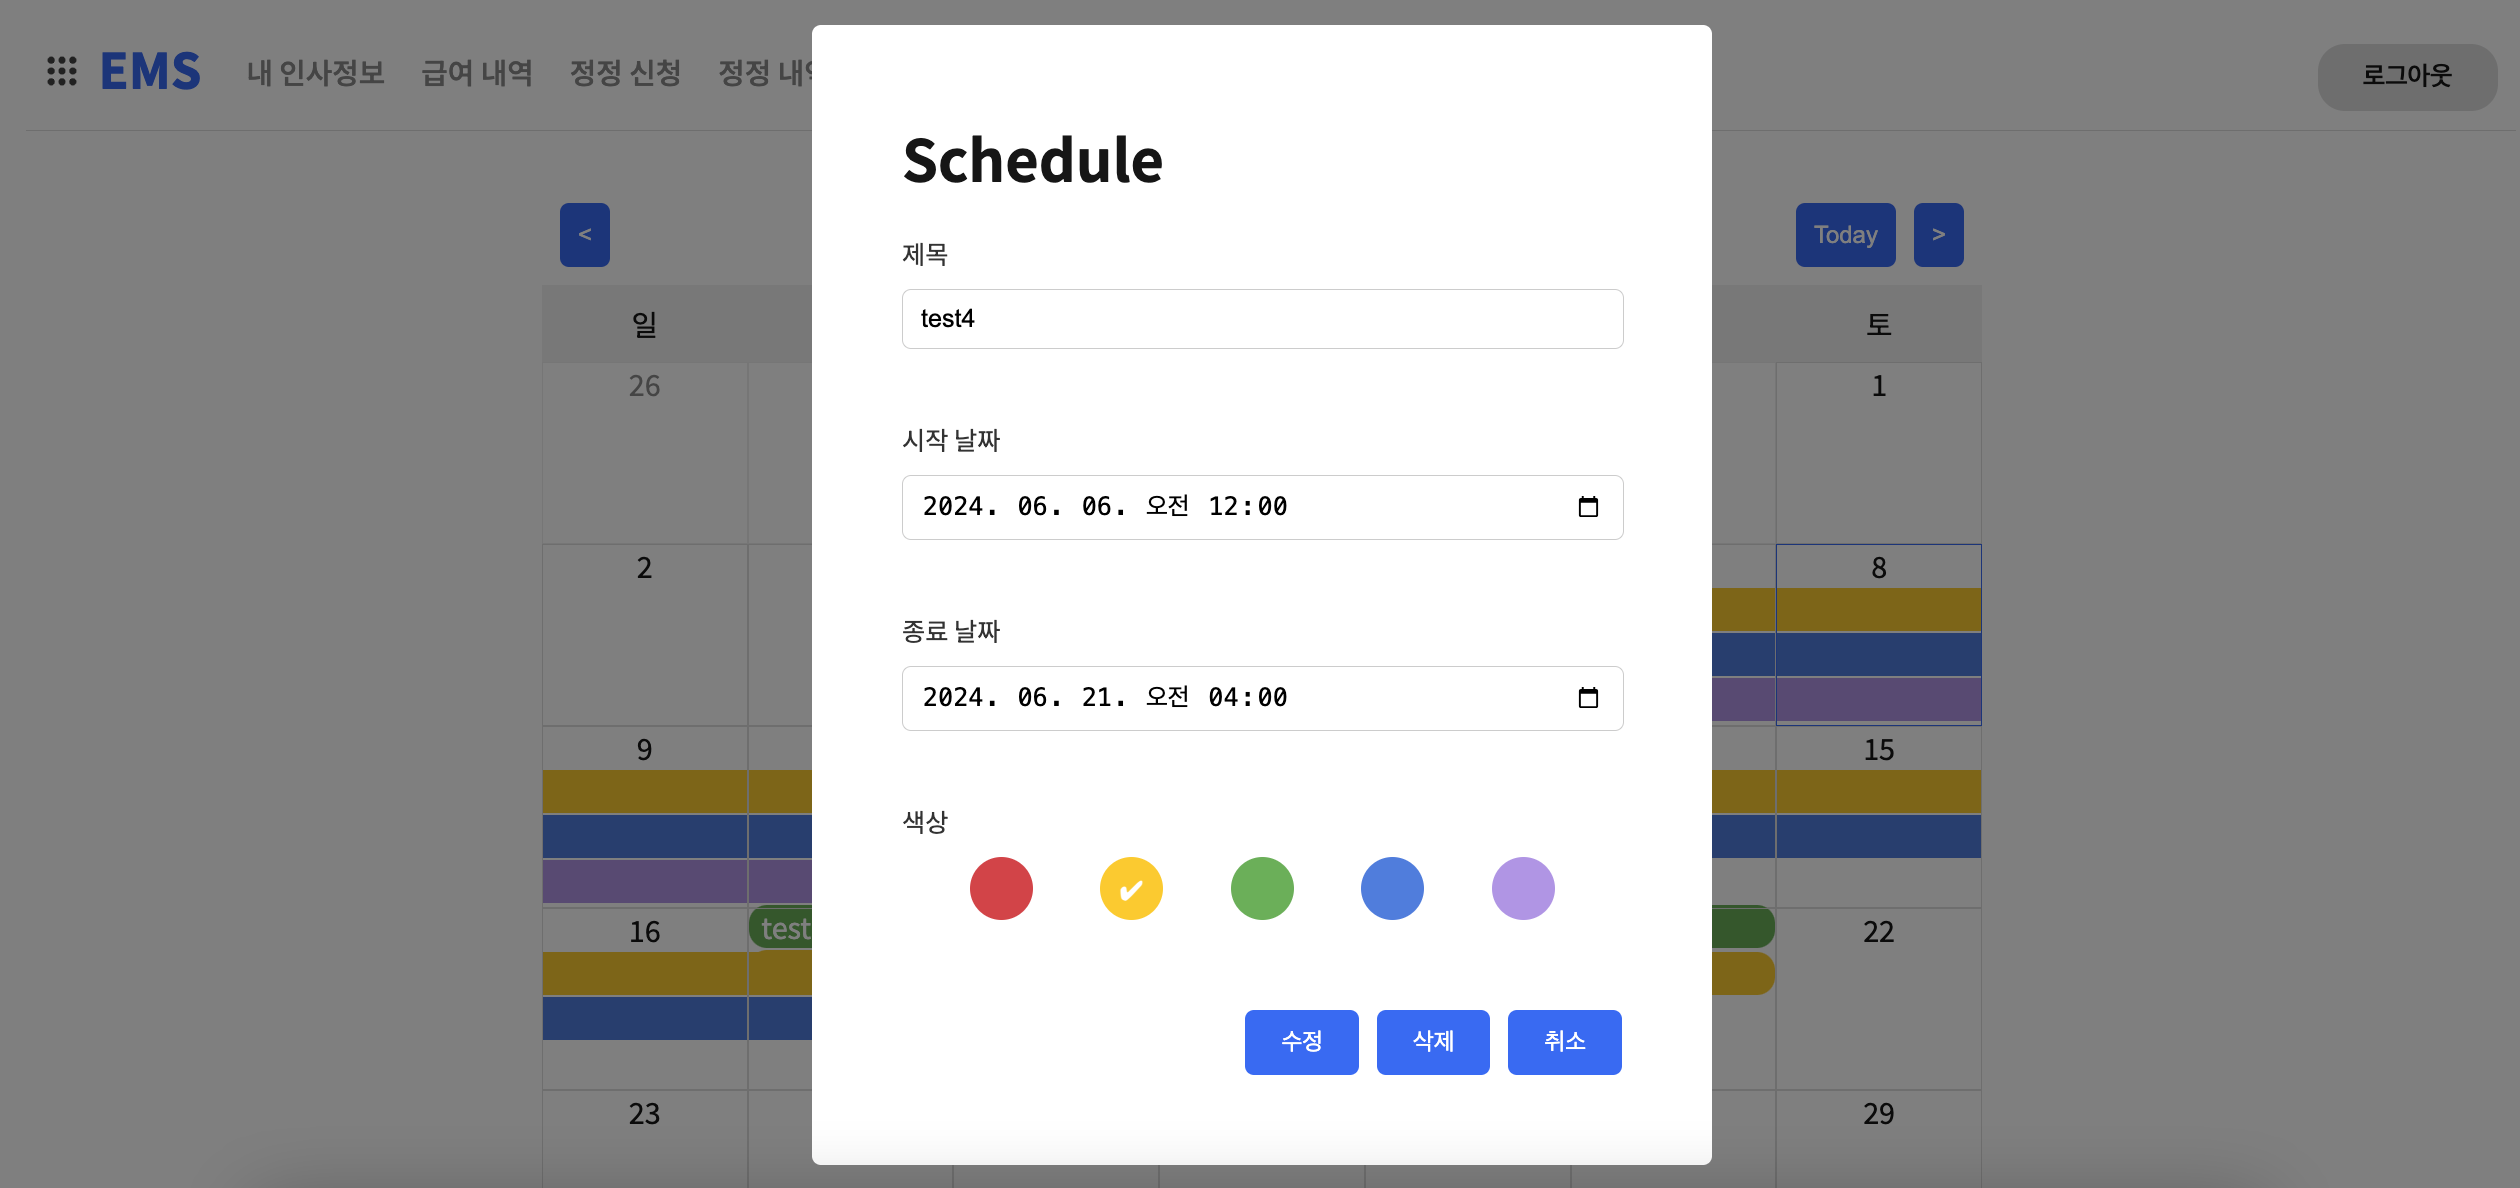 EMS 내 인사정보 급여 내역 정정 신청 정정
로그아웃
Schedule
< Today >
제목
test4
일 토
26 1
시작 날짜
2024. 06. 06. 오전 12:00
2 8
종료 날짜
2024. 06. 21. 오전 04:00
9 15
색상
✔
16 test 22
수정 삭제 취소
23 29